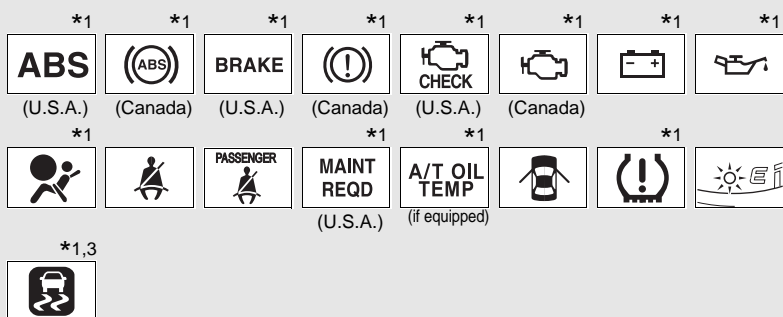 *1 *1 *1 *1 *1 *1 *1 *1
ABS (ABS) BRAKE (!) CHECK - +
(U.S.A.) (Canada) (U.S.A.) (Canada) (U.S.A.) (Canada)
*1 *1 *1 *1
PASSENGER MAINT REQD A/T OIL TEMP (!)
(U.S.A.) (if equipped)
*1,3